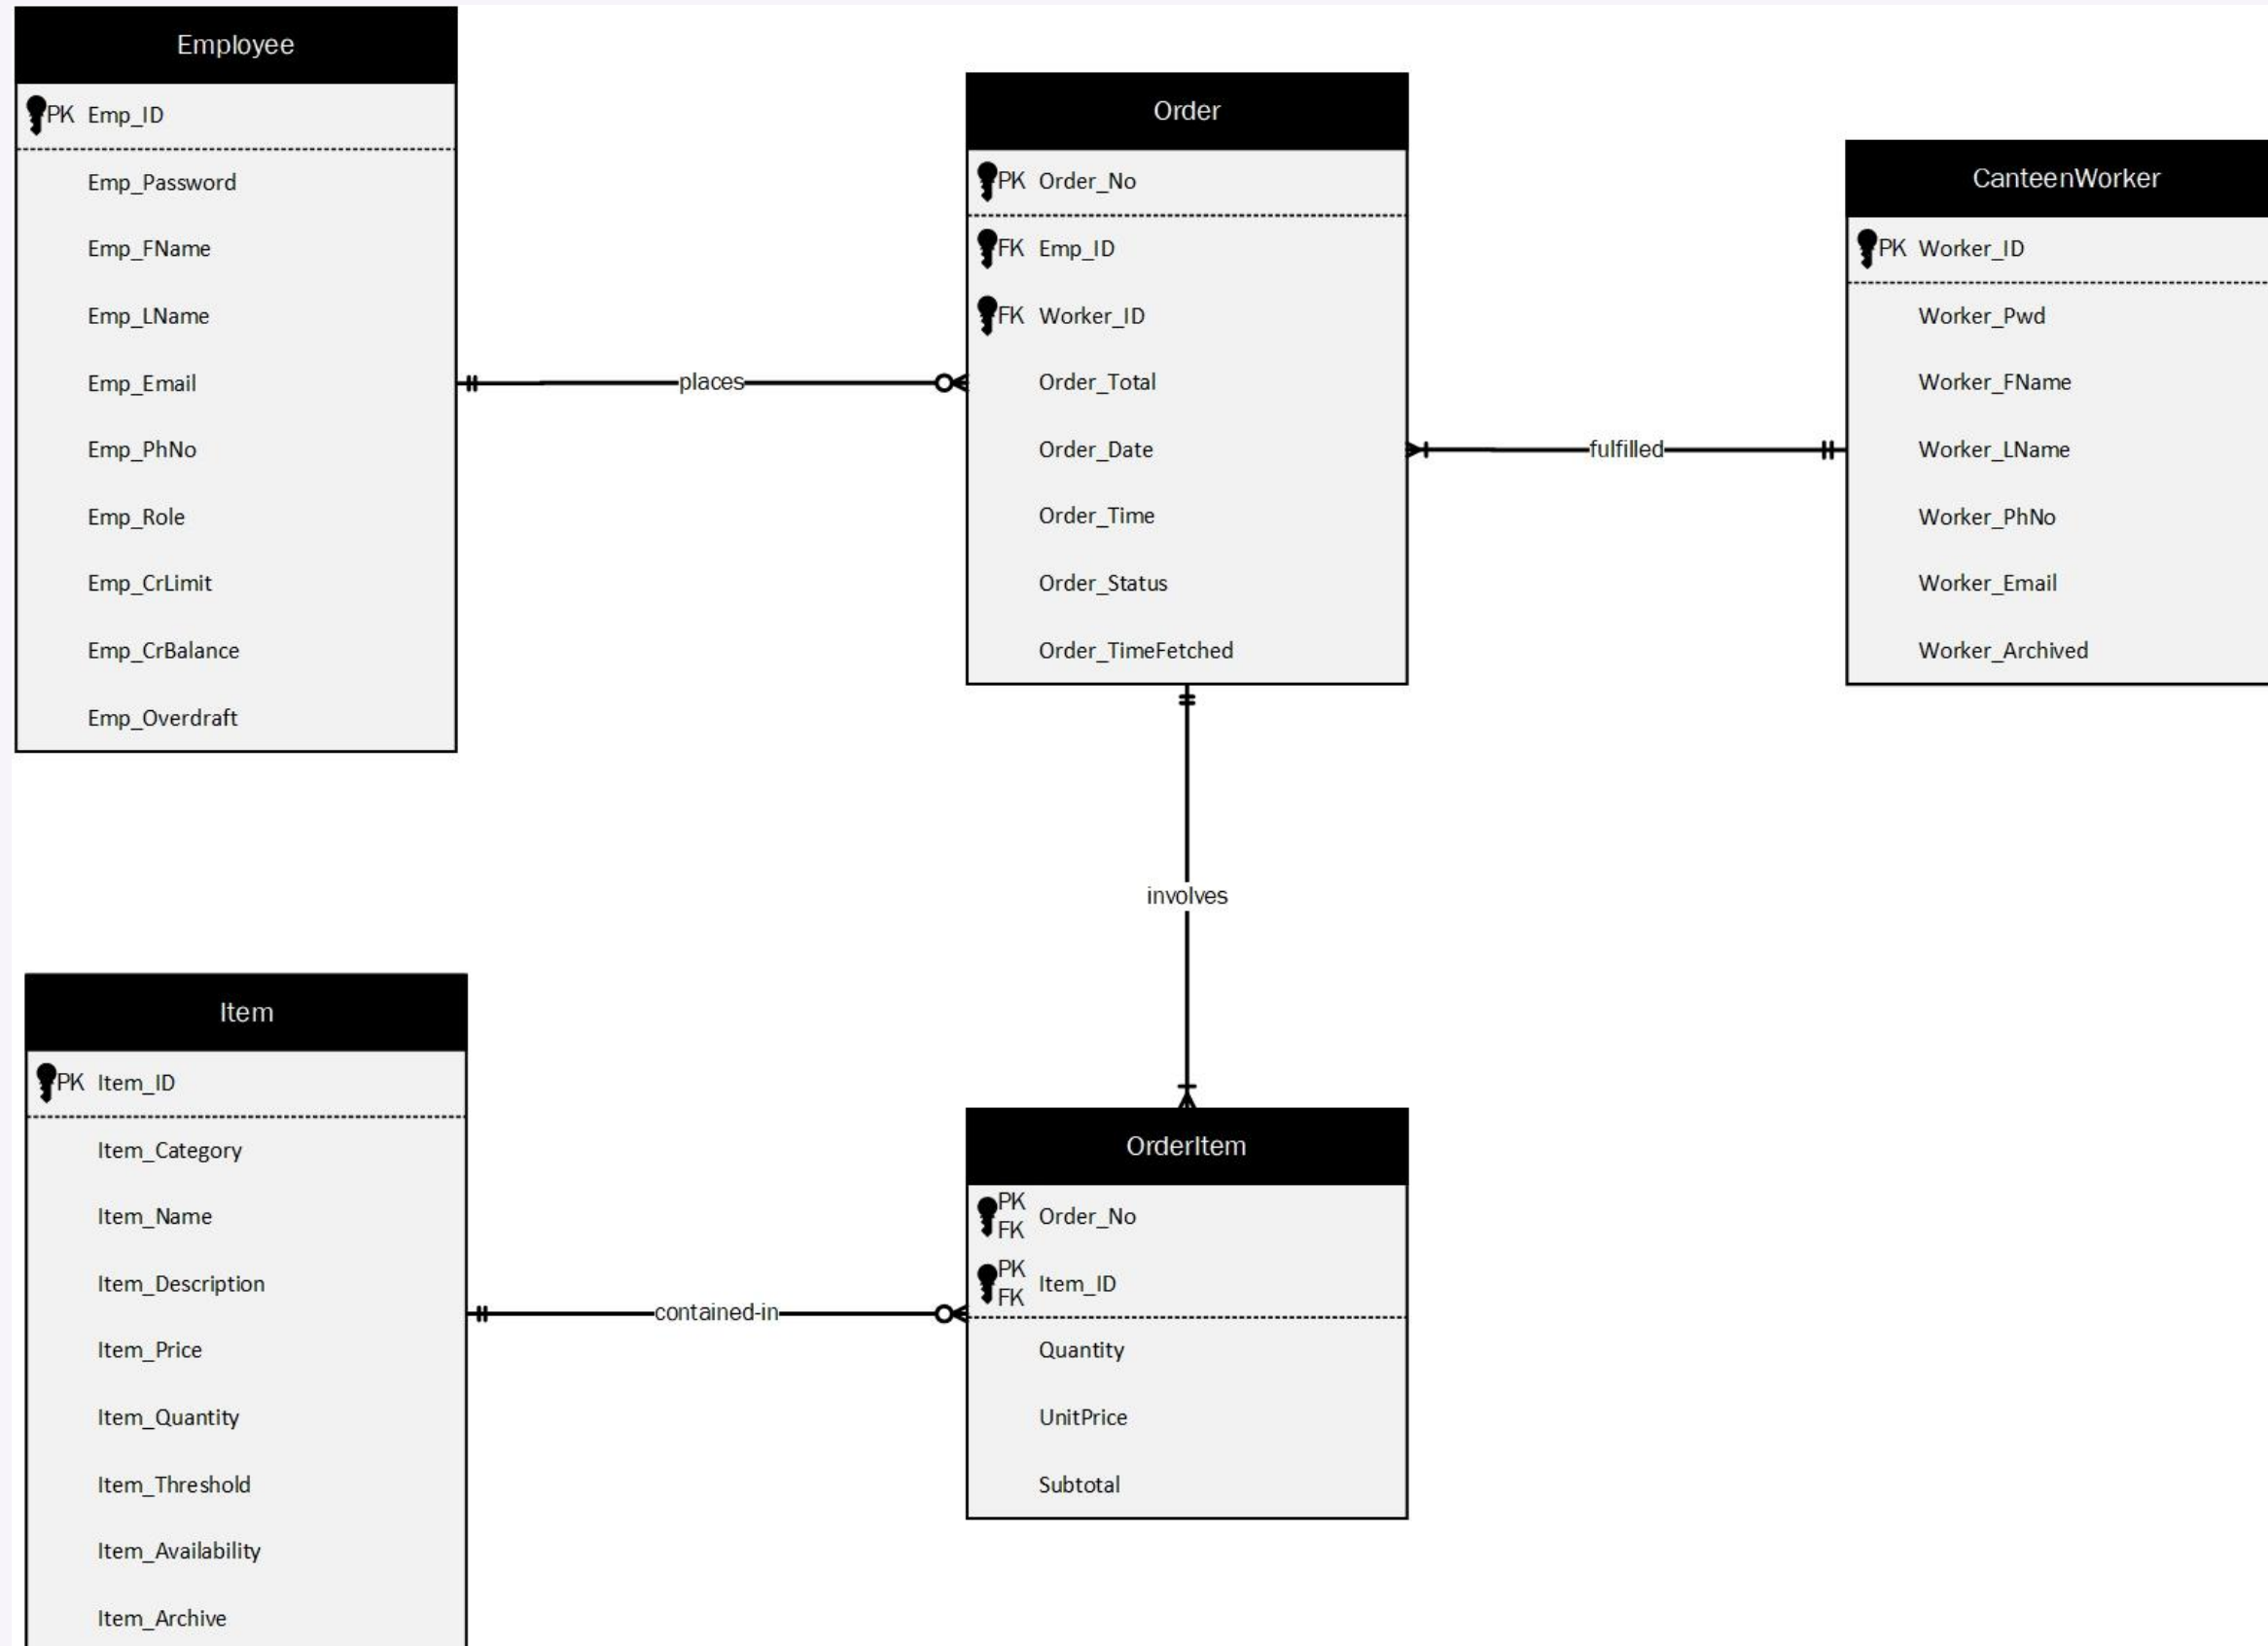 Employee
PK Emp_ID
Emp_Password
Emp_FName
Emp_LName
Emp_Email
Emp_PhNo
Emp_Role
Emp_CrLimit
Emp_CrBalance
Emp_Overdraft
places
Order
PK Order_No
FK Emp_ID
FK Worker_ID
Order_Total
Order_Date
Order_Time
Order_Status
Order_TimeFetched
fulfilled
CanteenWorker
PK Worker_ID
Worker_Pwd
Worker_FName
Worker_LName
Worker_PhNo
Worker_Email
Worker_Archived
involves
Item
PK Item_ID
Item_Category
Item_Name
Item_Description
Item_Price
Item_Quantity
Item_Threshold
Item_Availability
Item_Archive
contained-in
OrderItem
PK
FK Order_No
PK
FK Item_ID
Quantity
UnitPrice
Subtotal